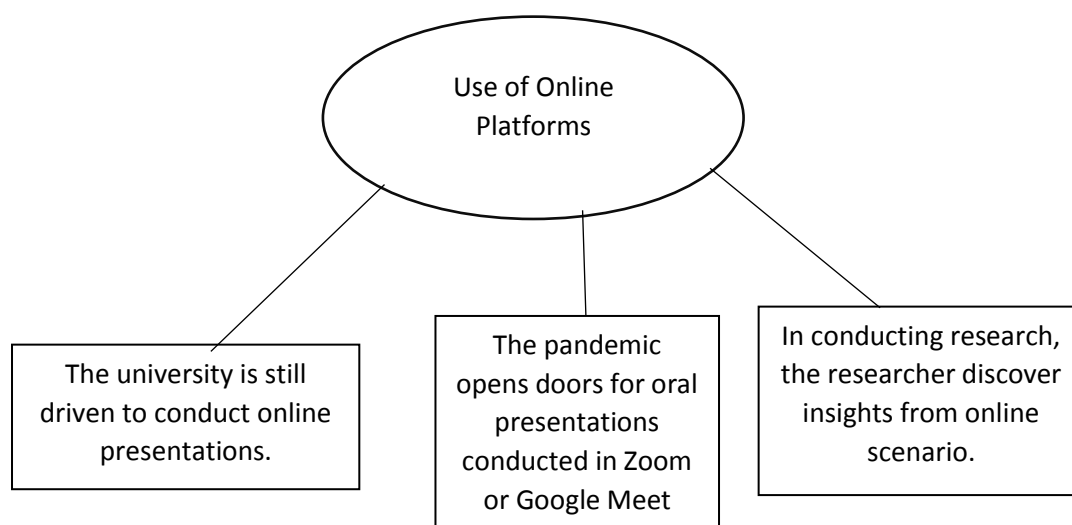 Use of Online
Platforms
The university is still
driven to conduct online
presentations.
The pandemic
opens doors for oral
presentations
conducted in Zoom
or Google Meet
In conducting research,
the researcher discover
insights from online
scenario.